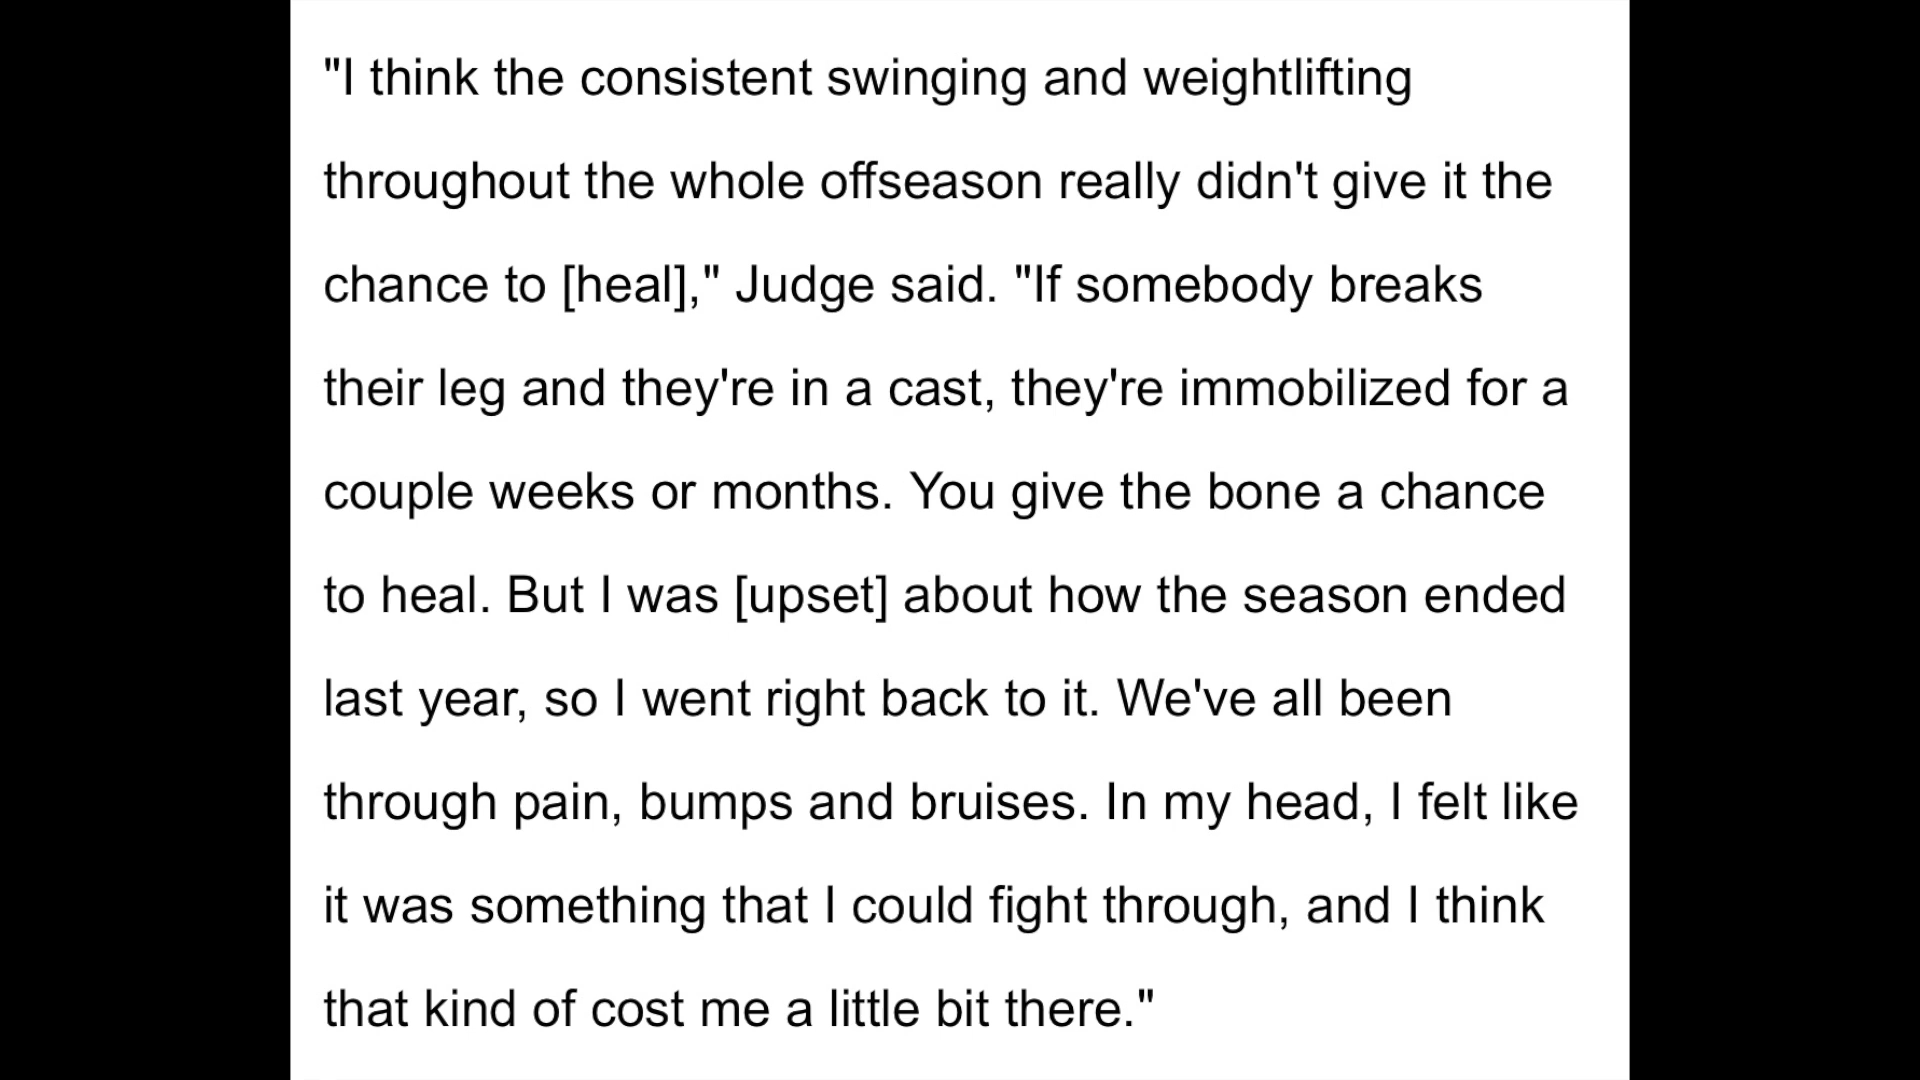 "I think the consistent swinging and weightlifting
throughout the whole offseason really didn't give it the
chance to [heal]," Judge said. "If somebody breaks
their leg and they're in a cast, they're immobilized for a
couple weeks or months. You give the bone a chance
to heal. But I was [upset] about how the season ended
last year, so I went right back to it. We've all been
through pain, bumps and bruises. In my head, I felt like
it was something that I could fight through, and I think
that kind of cost me a little bit there."